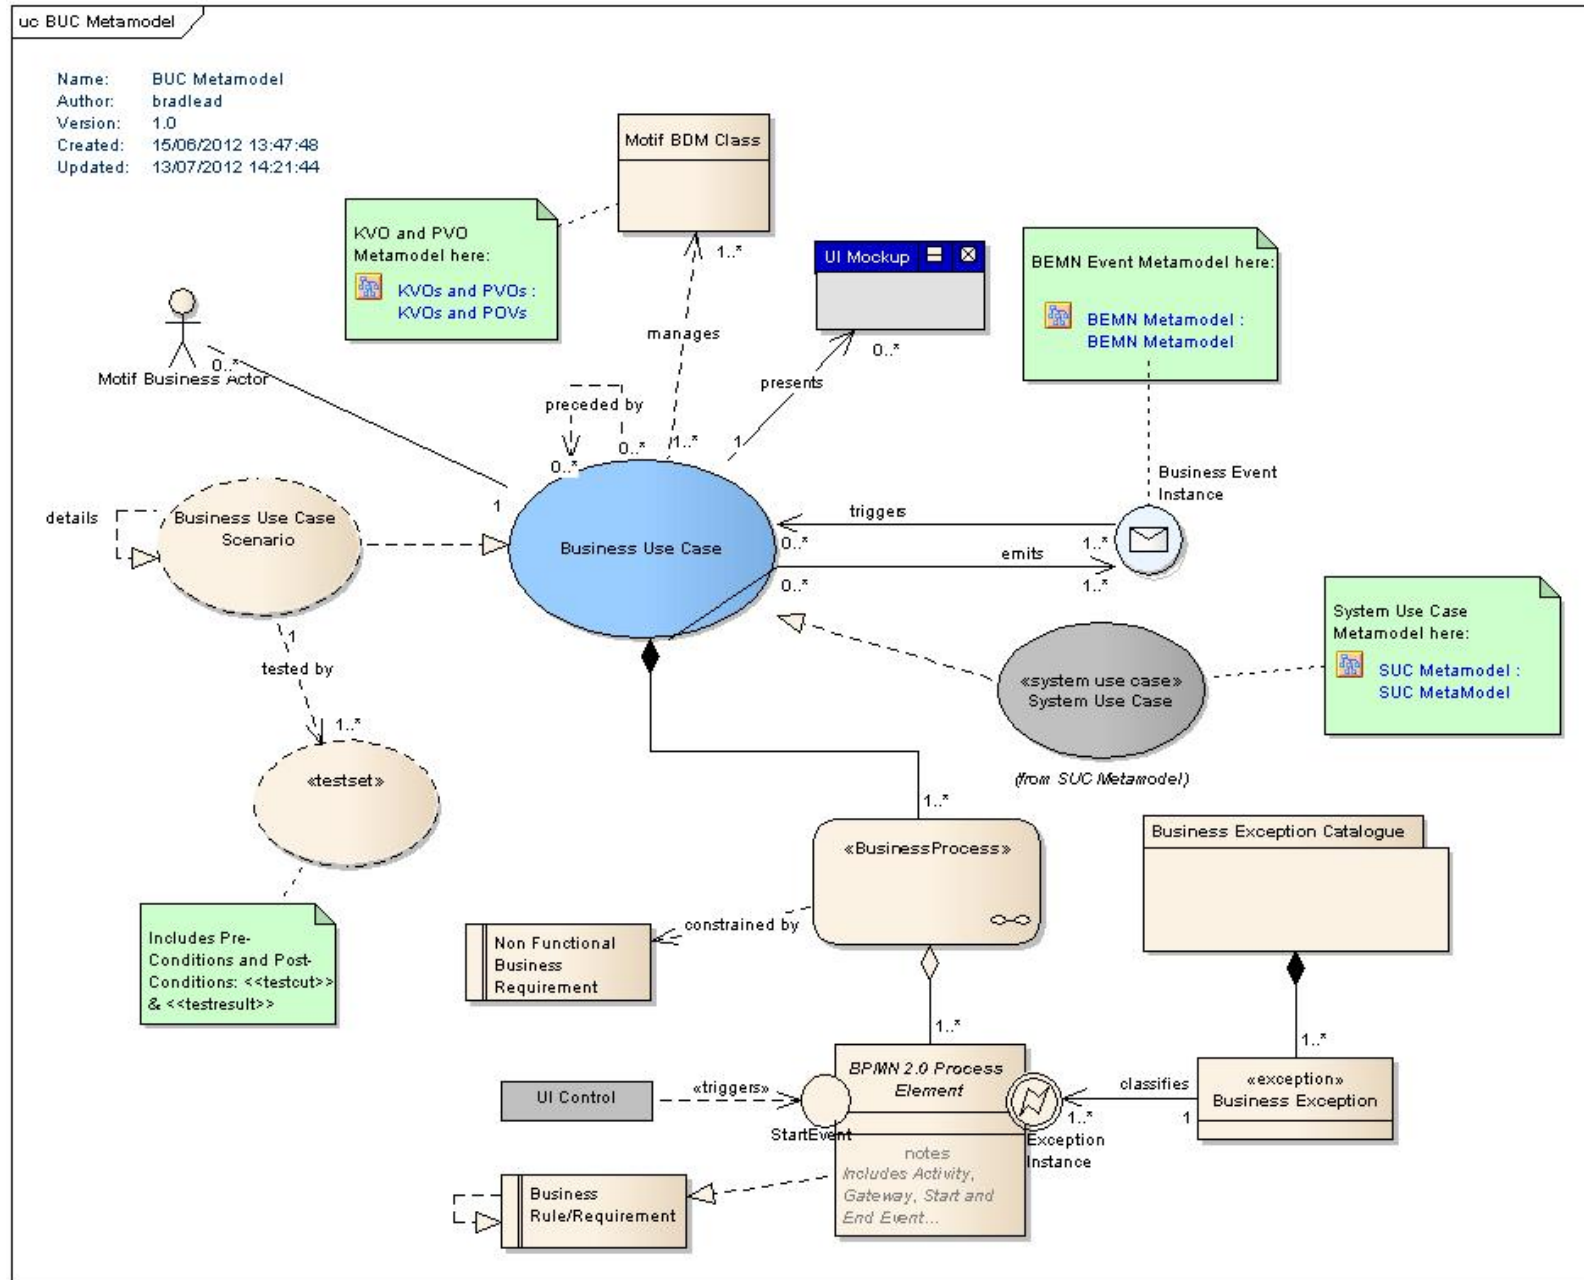 uc BUC Metamodel
Name: BUC Metamodel
Author: bradlead
Version: 1.0
Created: 15/06/2012 13:47:48
Updated: 13/07/2012 14:21:44
Motif BDM Class
KVO and PVO
Metamodel here:
KVOs and PVOs :
KVOs and POVs
1..*
UI Mockup
BEMN Event Metamodel here:
BEMN Metamodel :
BEMN Metamodel
manages
0..*
0..*
Motif Business Actor
presents
preceded by
0..*
0..*
1..*
1
Business Event
Instance
1
details
Business Use Case
Scenario
Business Use Case
triggers
0..*
1..*
emits
0..*
1..*
System Use Case
Metamodel here:
SUC Metamodel :
SUC MetaModel
1
tested by
1..*
«system use case»
System Use Case
(from SUC Metamodel)
«testset»
1..*
«BusinessProcess»
Business Exception Catalogue
Includes Pre-
Conditions and Post-
Conditions: <<testcut>>
& <<testresult>>
constrained by
Non Functional
Business
Requirement
1..*
1..*
BPMN 2.0 Process
Element
UI Control
«triggers»
StartEvent
classifies
1..*
1
«exception»
Business Exception
Exception
Instance
notes
Includes Activity,
Gateway, Start and
End Event...
Business
Rule/Requirement